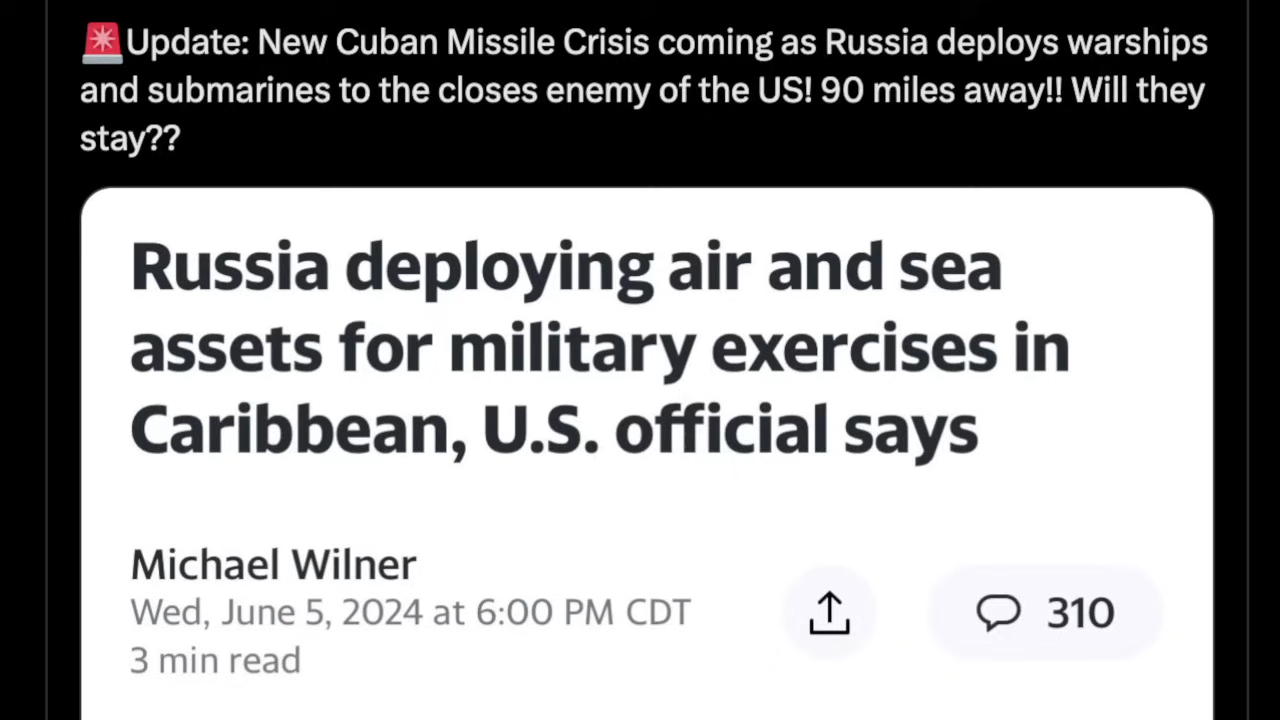 🚨Update: New Cuban Missile Crisis coming as Russia deploys warships
and submarines to the closes enemy of the US! 90 miles away!! Will they
stay??
Russia deploying air and sea
assets for military exercises in
Caribbean, U.S. official says
Michael Wilner
Wed, June 5, 2024 at 6:00 PM CDT
310
3 min read